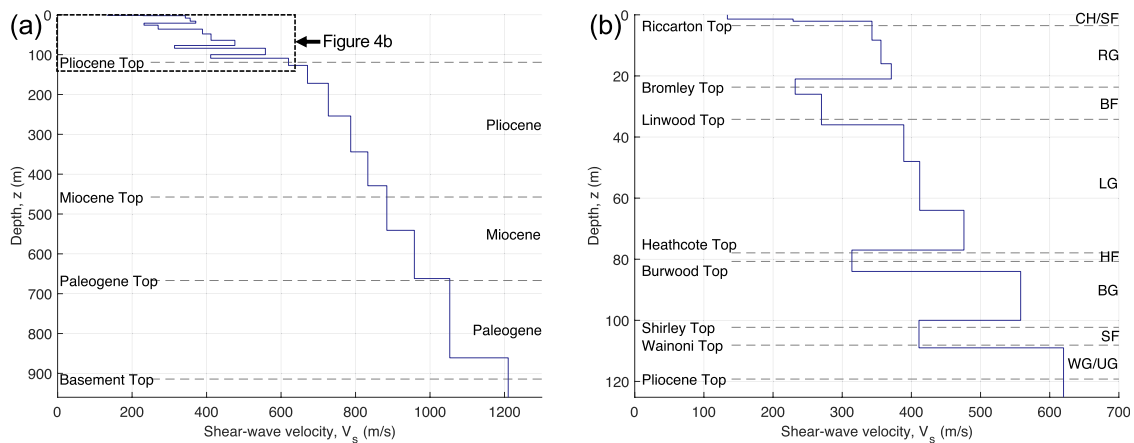 (a)
0
100
200
300
400
500
600
700
800
900
Depth, z (m)
Figure 4b
Pliocene Top
Pliocene
Miocene Top
Miocene
Paleogene Top
Paleogene
Basement Top
0 200 400 600 800 1000 1200
Shear-wave velocity, Vs (m/s)
(b)
0
20
40
60
80
100
120
Depth, z (m)
CH/SF
Riccarton Top
RG
Bromley Top
BF
Linwood Top
LG
Heathcote Top
HF
Burwood Top
BG
Shirley Top
SF
Wainoni Top
WG/UG
Pliocene Top
0 100 200 300 400 500 600 700
Shear-wave velocity, Vs (m/s)